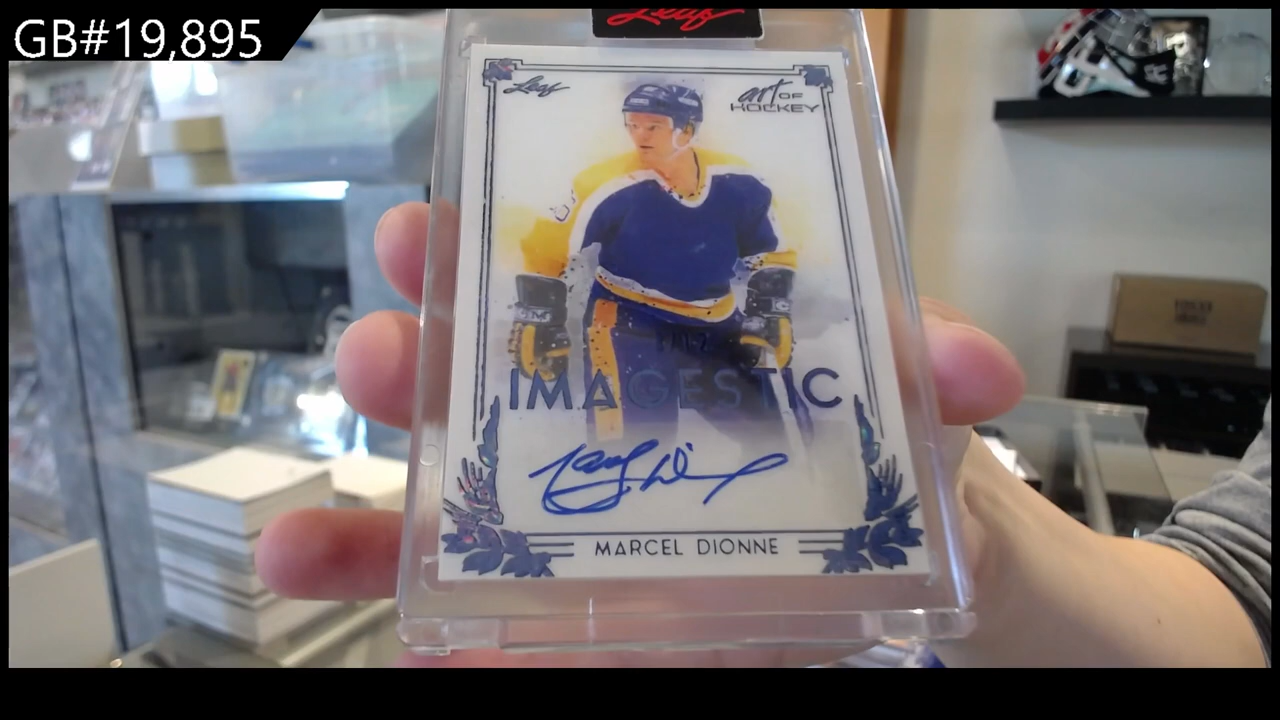 GB#19,895
Leaf
Leaf
art OF
HOCKEY
IMAGESTIC
MARCEL DIONNE